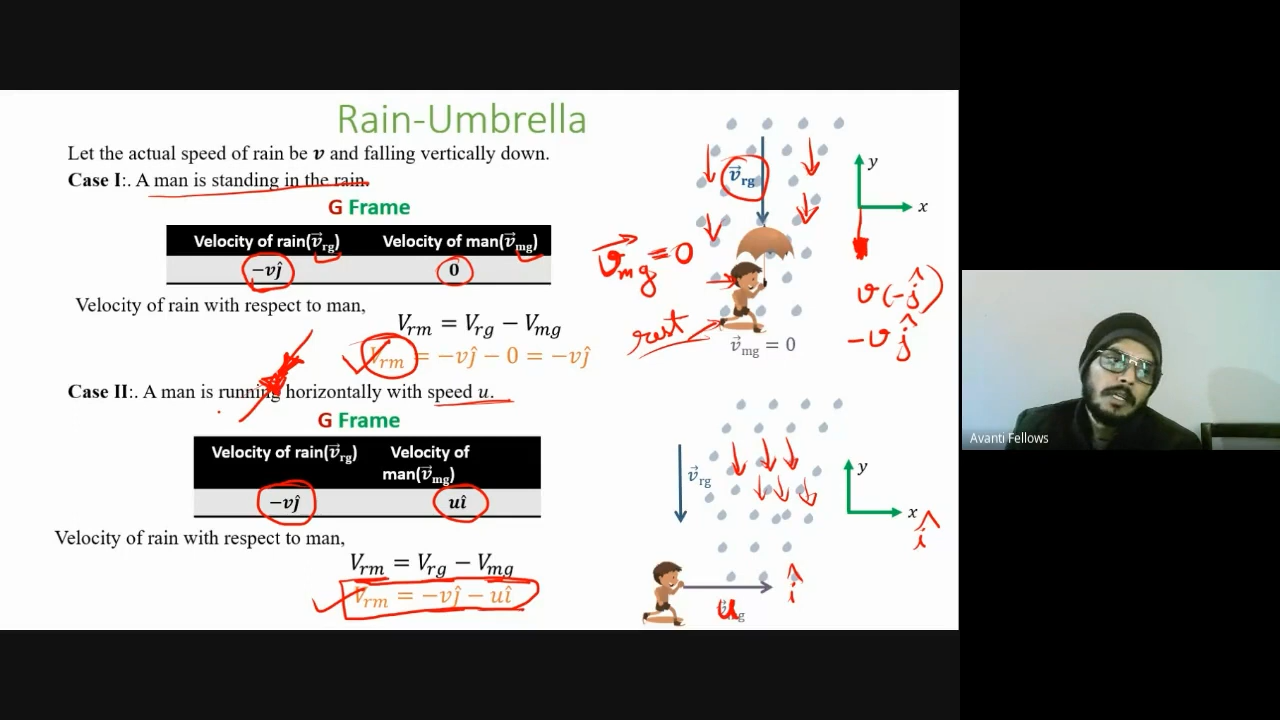 Rain-Umbrella
Let the actual speed of rain be v and falling vertically down.
Case I:. A man is standing in the rain.
G Frame
Velocity of rain(v⃗rg) Velocity of man(v⃗mg)
−vĵ 0
Velocity of rain with respect to man,
Vrm = Vrg − Vmg
Vrm = −vĵ − 0 = −vĵ
Case II:. A man is running horizontally with speed u.
G Frame
Velocity of rain(v⃗rg) Velocity of
man(v⃗mg)
−vĵ uî
Velocity of rain with respect to man,
Vrm = Vrg − Vmg
Vrm = −vĵ − uî
v⃗rg
y
x
v⃗mg = 0
rest
v⃗mg = 0
v(−ĵ)
−vĵ
v⃗rg
y
x
î
î
u
Avanti Fellows